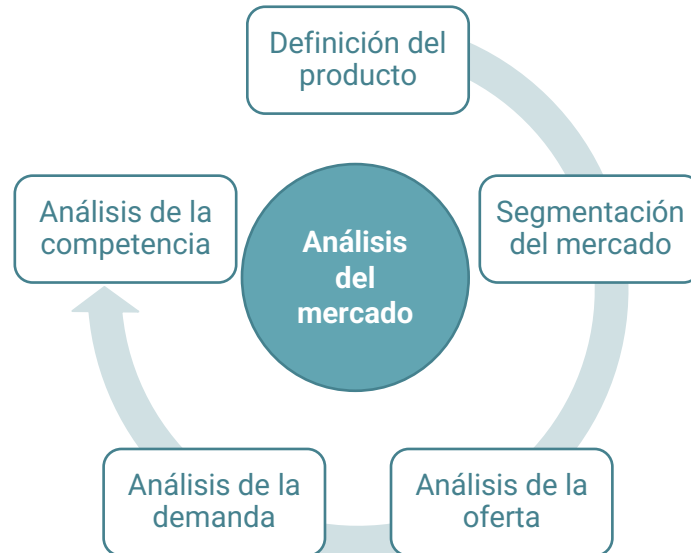 Definición del
producto
Segmentación
del mercado
Análisis de la
oferta
Análisis de la
demanda
Análisis de la
competencia
Análisis
del
mercado